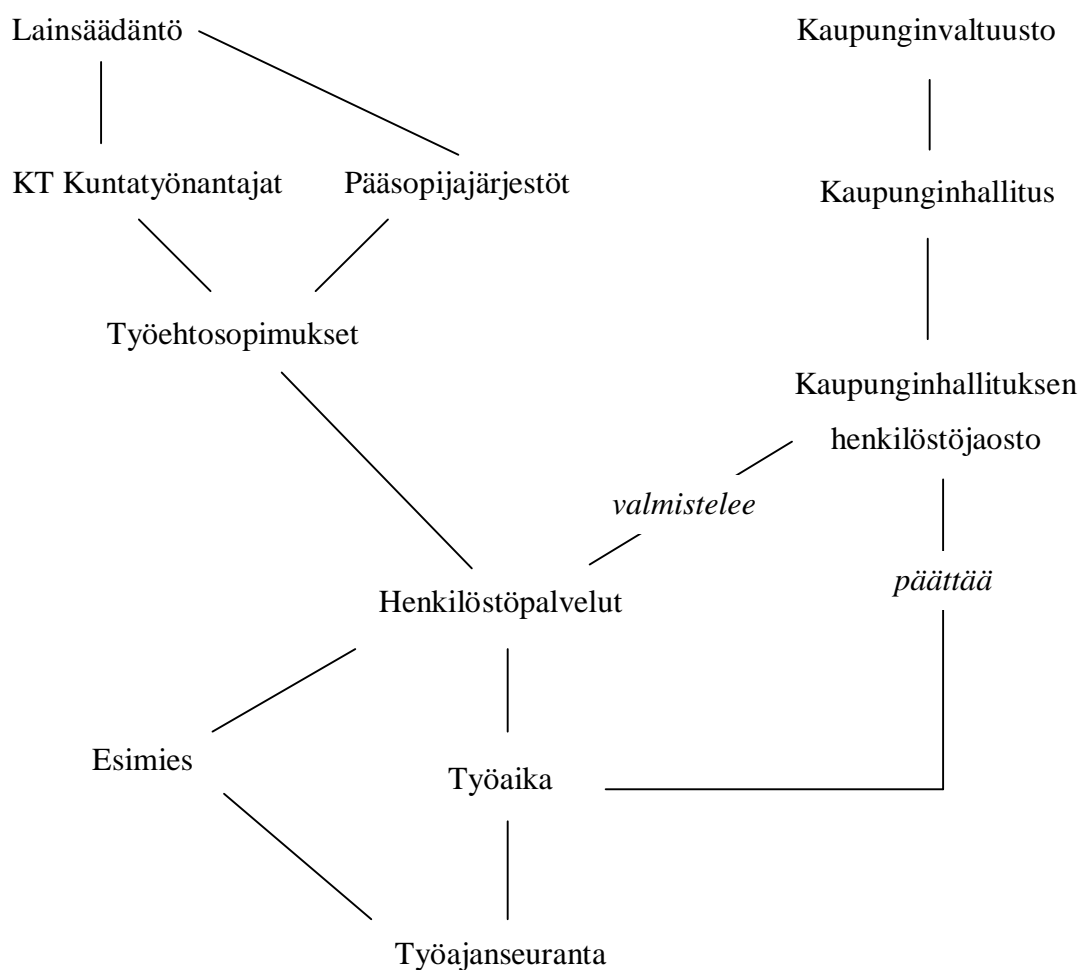 Lainsäädäntö
Kaupunginvaltuusto
KT Kuntatyönantajat
Pääsopijajärjestöt
Kaupunginhallitus
Työehtosopimukset
Kaupunginhallituksen
henkilöstöjaosto
valmistelee
päättää
Henkilöstöpalvelut
Esimies
Työaika
Työajanseuranta